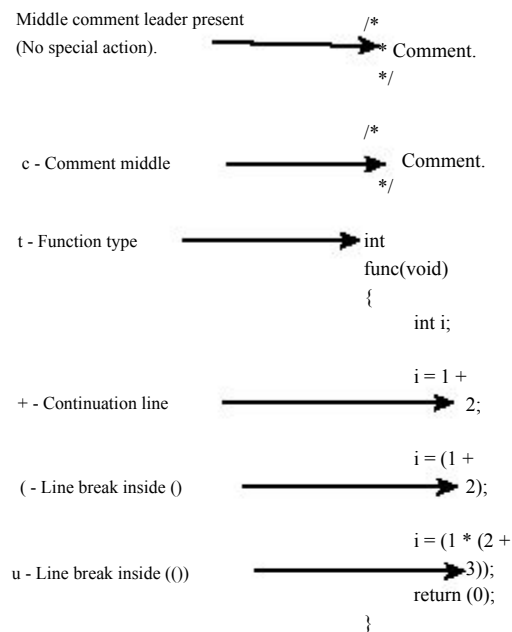 Middle comment leader present
(No special action).
/*
* Comment.
*/
/*
c - Comment middle
Comment.
*/
t - Function type
int
func(void)
{
int i;
i = 1 +
+ - Continuation line
2;
i = (1 +
( - Line break inside ()
2);
i = (1 * (2 +
u - Line break inside (())
3));
return (0);
}